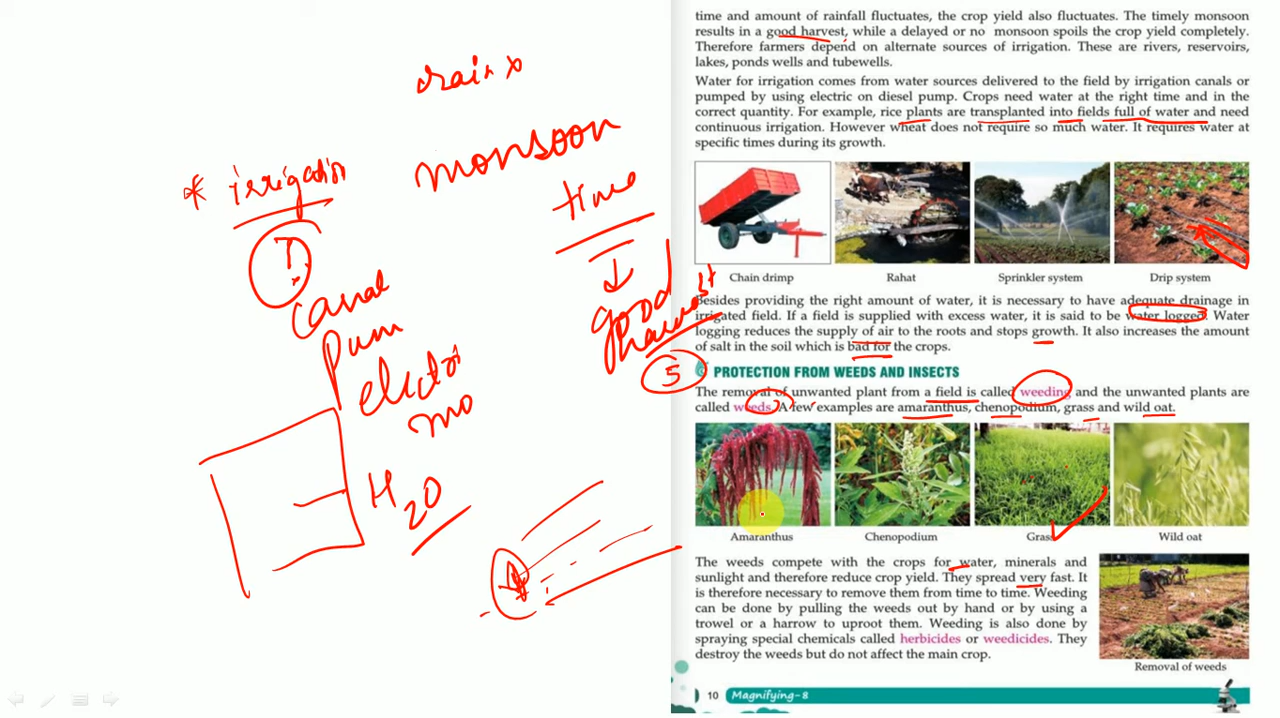 drain x
monsoon
* irrigation
time
?
canal
good
harvest
Pum
5
H2O
time and amount of rainfall fluctuates, the crop yield also fluctuates. The timely monsoon
results in a good harvest, while a delayed or no monsoon spoils the crop yield completely.
Therefore farmers depend on alternate sources of irrigation. These are rivers, reservoirs,
lakes, ponds wells and tubewells.
Water for irrigation comes from water sources delivered to the field by irrigation canals or
pumped by using electric on diesel pump. Crops need water at the right time and in the
correct quantity. For example, rice plants are transplanted into fields full of water and need
continuous irrigation. However wheat does not require so much water. It requires water at
specific times during its growth.
Chain drimp Rahat Sprinkler system Drip system
Besides providing the right amount of water, it is necessary to have adequate drainage in
irrigated field. If a field is supplied with excess water, it is said to be water logged. Water
logging reduces the supply of air to the roots and stops growth. It also increases the amount
of salt in the soil which is bad for the crops.
PROTECTION FROM WEEDS AND INSECTS
The removal of unwanted plant from a field is called weeding and the unwanted plants are
called weeds. A few examples are amaranthus, chenopodium, grass and wild oat.
Amaranthus Chenopodium Grass Wild oat
The weeds compete with the crops for water, minerals and
sunlight and therefore reduce crop yield. They spread very fast. It
is therefore necessary to remove them from time to time. Weeding
can be done by pulling the weeds out by hand or by using a
trowel or a harrow to uproot them. Weeding is also done by
spraying special chemicals called herbicides or weedicides. They
destroy the weeds but do not affect the main crop.
Removal of weeds
10 Magnifying-8